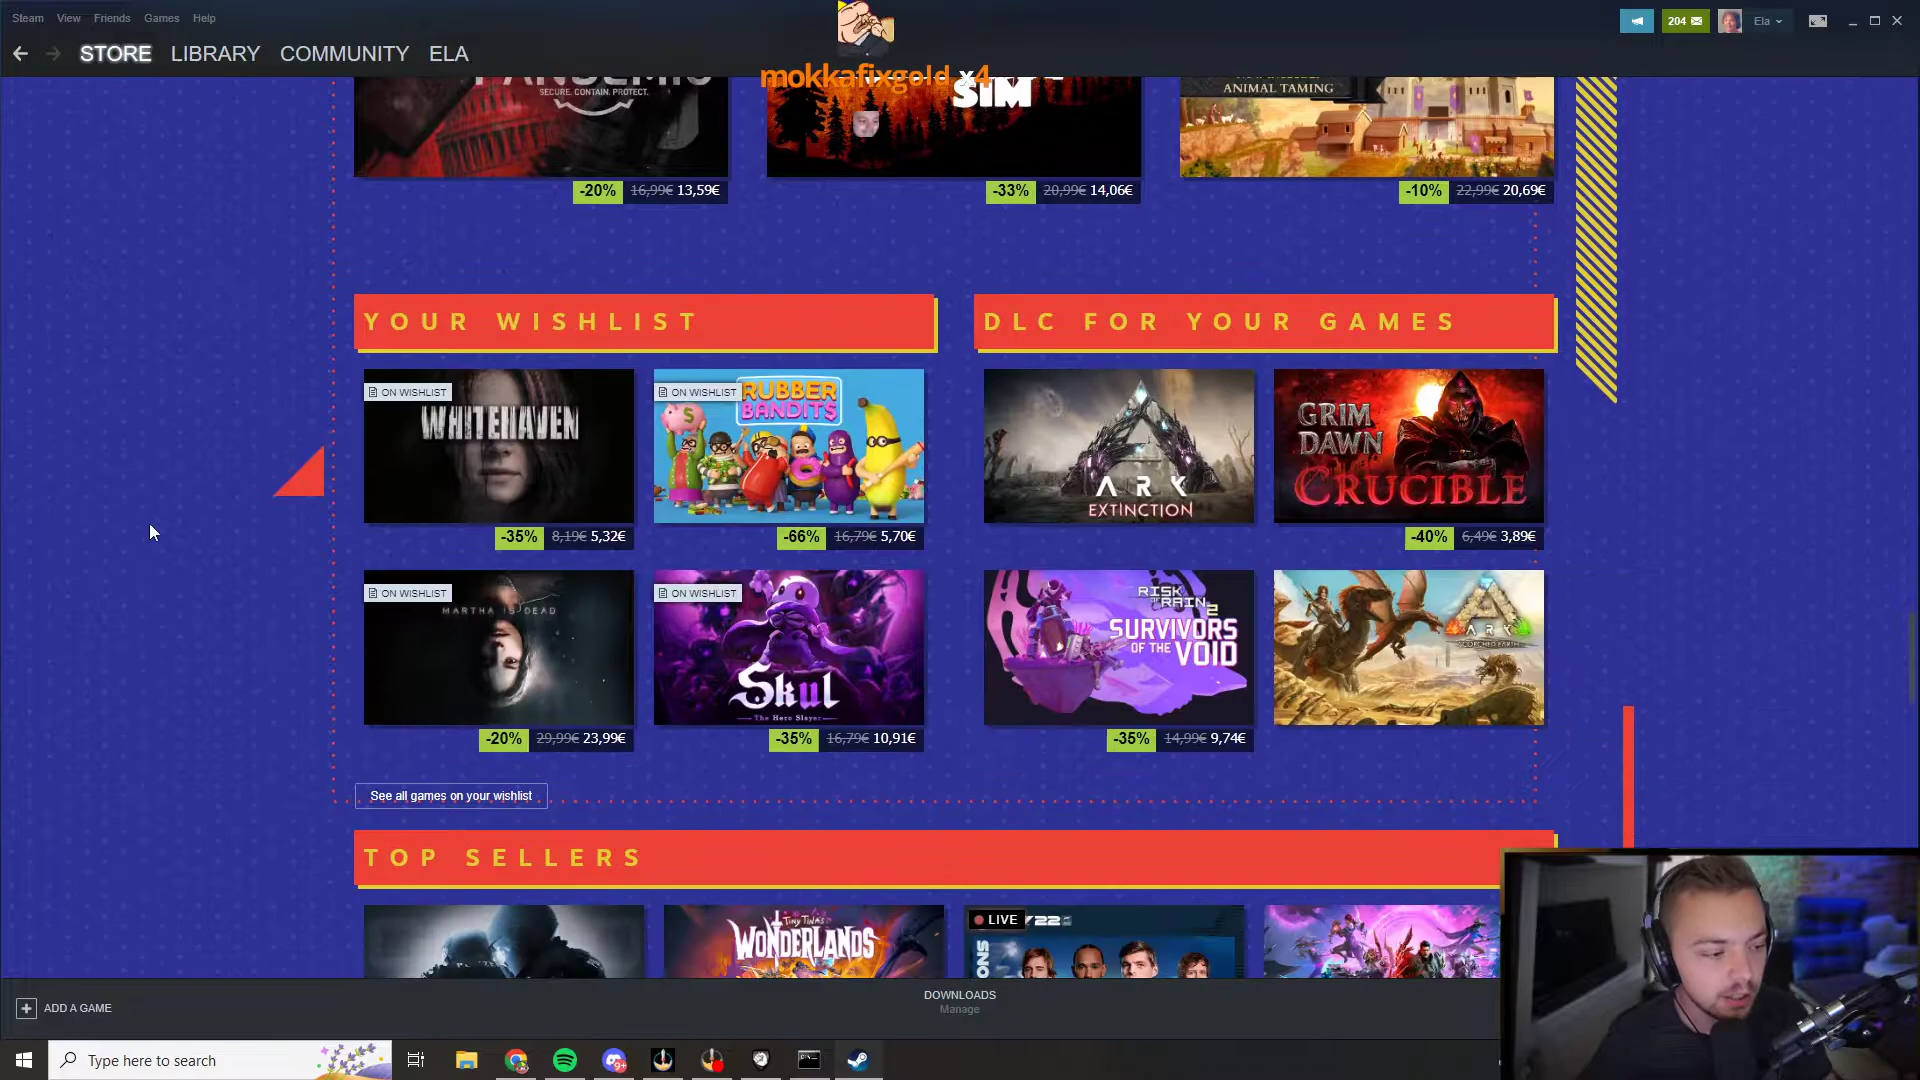 Steam View Friends Games Help
204
Ela
STORE LIBRARY COMMUNITY ELA
mokkafixgold x4
SECURE. CONTAIN. PROTECT.
SIM
ANIMAL TAMING
-20% 16,99€ 13,59€
-33% 20,99€ 14,06€
-10% 22,99€ 20,69€
YOUR WISHLIST
DLC FOR YOUR GAMES
ON WISHLIST
WHITEHAVEN
ON WISHLIST
RUBBER
BANDITS
ARK
EXTINCTION
GRIM
DAWN
CRUCIBLE
-35% 8,19€ 5,32€
-66% 16,79€ 5,70€
-40% 6,49€ 3,89€
ON WISHLIST
MARTHA IS DEAD
ON WISHLIST
Skul
The Hero Slayer
RISK
OF RAIN 2
SURVIVORS
OF THE VOID
ARK
SCORCHED EARTH
-20% 29,99€ 23,99€
-35% 16,79€ 10,91€
-35% 14,99€ 9,74€
See all games on your wishlist
TOP SELLERS
TINY TINA'S
WONDERLANDS
LIVE
22
ADD A GAME
DOWNLOADS
Manage
Type here to search
9+